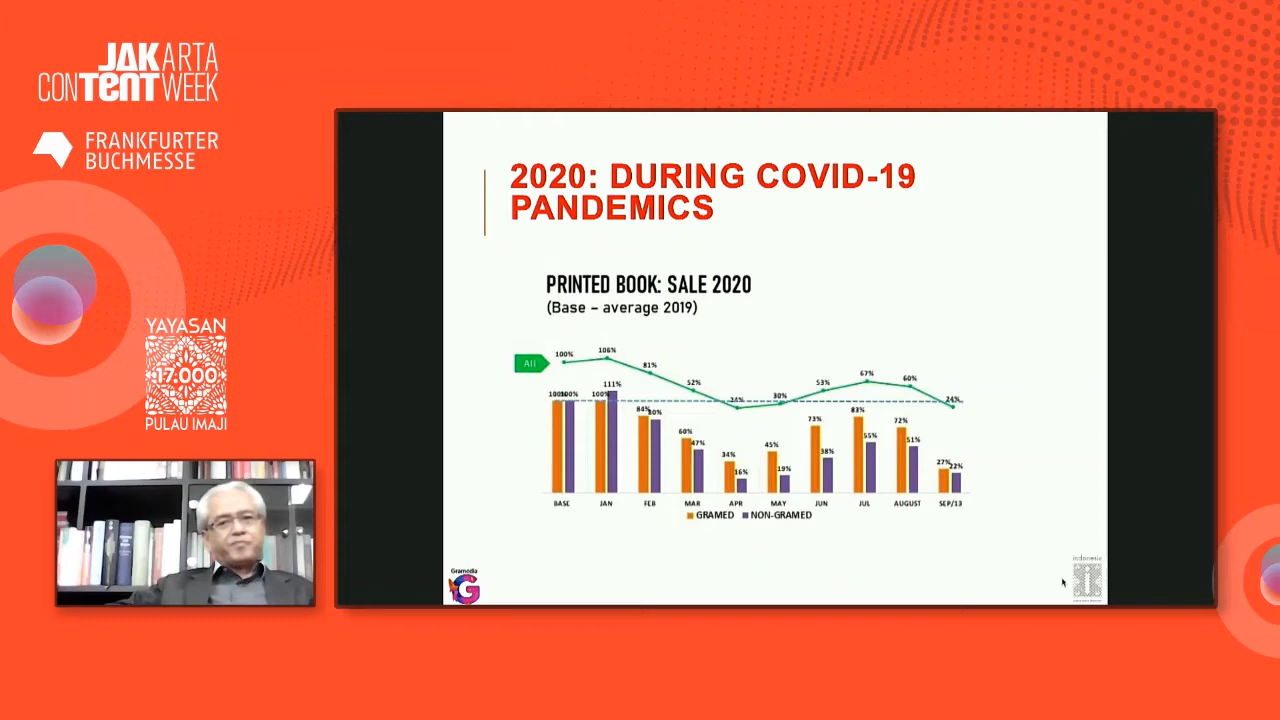 JAKARTA
CONTENT WEEK
FRANKFURTER
BUCHMESSE
YAYASAN
17.000
PULAU IMAJI
2020: DURING COVID-19
PANDEMICS
PRINTED BOOK: SALE 2020
(Base – average 2019)
All
100% 106% 81% 52% 24% 30% 53% 67% 60% 24%
100% 100% 100% 111% 84% 80% 60% 47% 34% 16% 45% 19% 73% 38% 83% 55% 72% 51% 27% 22%
BASE JAN FEB MAR APR MAY JUN JUL AUGUST SEP/13
GRAMED NON-GRAMED
Gramedia
G
indonesia
i